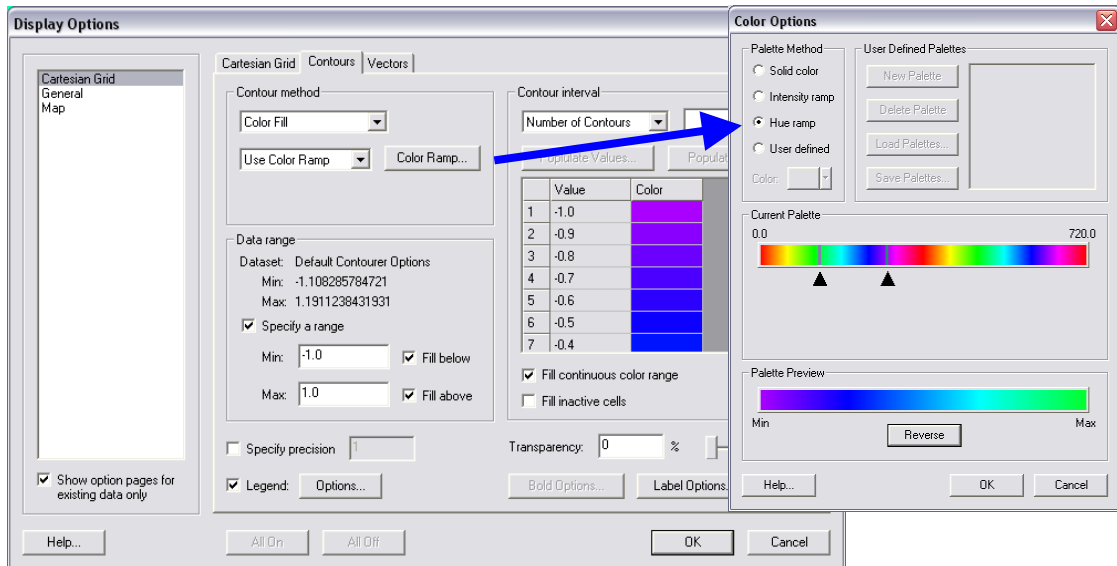 Display Options
Cartesian Grid
General
Map
Show option pages for
existing data only
Cartesian Grid
Contours
Vectors
Contour method
Color Fill
Use Color Ramp
Color Ramp...
Data range
Dataset: Default Contourer Options
Min: -1.108285784721
Max: 1.1911238431931
Specify a range
Min: -1.0
Fill below
Max: 1.0
Fill above
Specify precision 1
Legend: Options...
Contour interval
Number of Contours
Populate Values...
Value Color
1 -1.0
2 -0.9
3 -0.8
4 -0.7
5 -0.6
6 -0.5
7 -0.4
Fill continuous color range
Fill inactive cells
Transparency: 0 %
Bold Options...
Label Options.
Help...
All On
All Off
OK
Cancel
Color Options
Palette Method
Solid color
Intensity ramp
Hue ramp
User defined
Color:
User Defined Palettes
New Palette
Delete Palette
Load Palettes...
Save Palettes...
Current Palette
0.0 720.0
Palette Preview
Min Max
Reverse
Help...
OK
Cancel